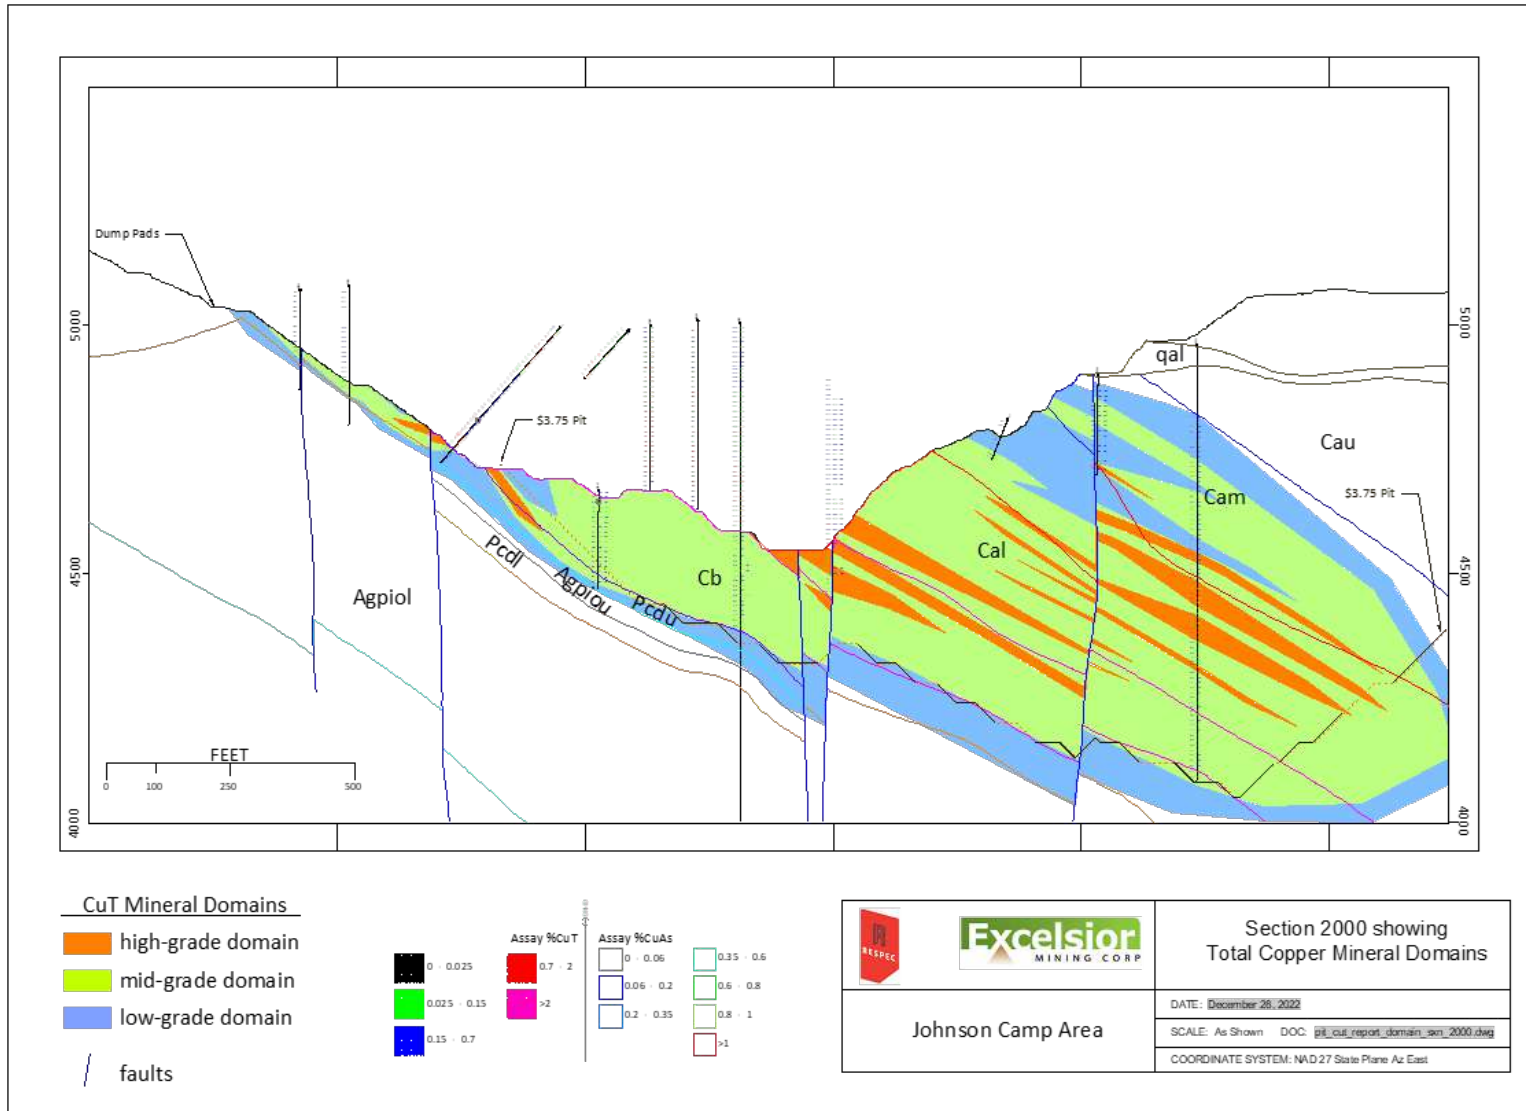 Dump Pads
5000
4500
4000
5000
4500
4000
$3.75 Pit
$3.75 Pit
qal
Cau
Cam
Cal
Cb
Pcdl
Agpiou
Pcdu
Agpiol
FEET
0 100 250 500
CuT Mineral Domains
high-grade domain
mid-grade domain
low-grade domain
faults
Assay %CuT
0 - 0.025
0.025 - 0.15
0.15 - 0.7
0.7 - 2
>2
Assay %CuAs
0 - 0.06
0.06 - 0.2
0.2 - 0.35
0.35 - 0.6
0.6 - 0.8
0.8 - 1
>1
RESPEC
Excelsior
MINING CORP
Johnson Camp Area
Section 2000 showing
Total Copper Mineral Domains
DATE: December 28, 2022
SCALE: As Shown DOC: pit_cut_report_domain_sxn_2000.dwg
COORDINATE SYSTEM: NAD 27 State Plane Az East